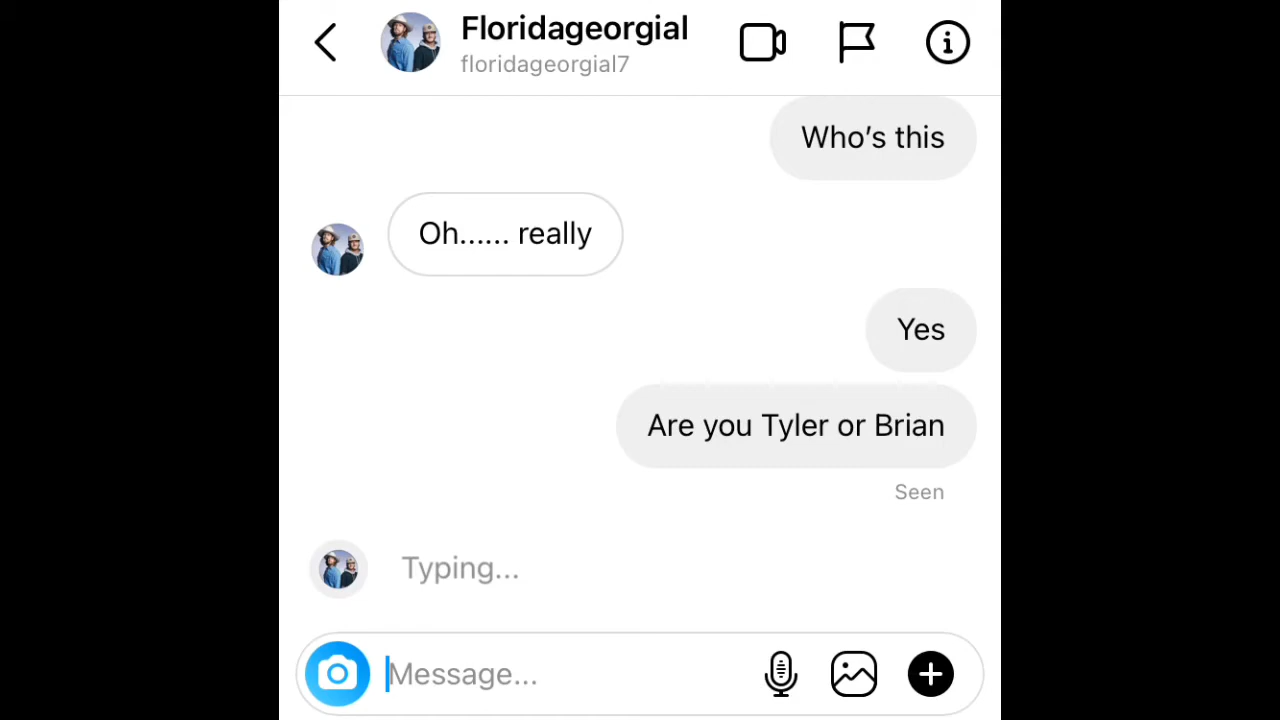 Floridageorgial
floridageorgial7
Who's this
Oh...... really
Yes
Are you Tyler or Brian
Seen
Typing...
Message...